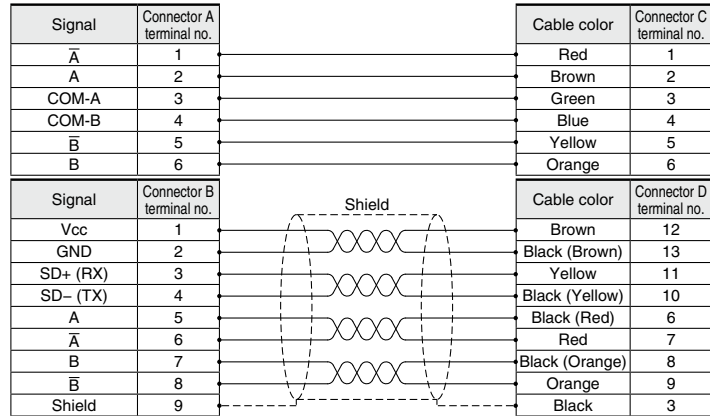 Signal Connector A terminal no. Cable color Connector C terminal no.
A̅ 1 Red 1
A 2 Brown 2
COM-A 3 Green 3
COM-B 4 Blue 4
B̅ 5 Yellow 5
B 6 Orange 6
Signal Connector B terminal no. Shield Cable color Connector D terminal no.
Vcc 1 Brown 12
GND 2 Black (Brown) 13
SD+ (RX) 3 Yellow 11
SD− (TX) 4 Black (Yellow) 10
A 5 Black (Red) 6
A̅ 6 Red 7
B 7 Black (Orange) 8
B̅ 8 Orange 9
Shield 9 Black 3